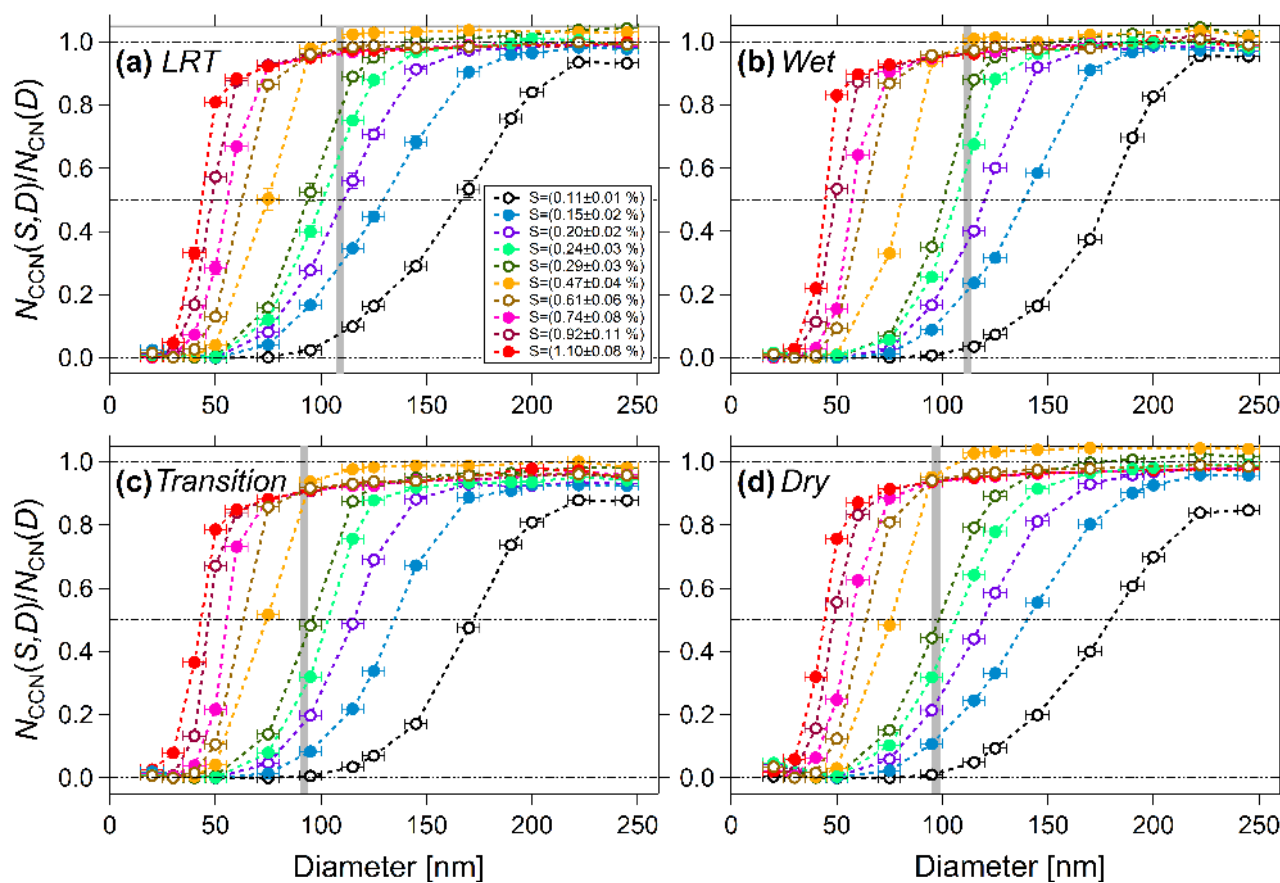 (a) LRT
(b) Wet
N_CCN(S,D)/N_CN(D)
1.0
0.8
0.6
0.4
0.2
0.0
S=(0.11±0.01 %)
S=(0.15±0.02 %)
S=(0.20±0.02 %)
S=(0.24±0.03 %)
S=(0.29±0.03 %)
S=(0.47±0.04 %)
S=(0.61±0.06 %)
S=(0.74±0.08 %)
S=(0.92±0.11 %)
S=(1.10±0.08 %)
0 50 100 150 200 250
1.0
0.8
0.6
0.4
0.2
0.0
0 50 100 150 200 250
(c) Transition
(d) Dry
N_CCN(S,D)/N_CN(D)
1.0
0.8
0.6
0.4
0.2
0.0
0 50 100 150 200 250
Diameter [nm]
1.0
0.8
0.6
0.4
0.2
0.0
0 50 100 150 200 250
Diameter [nm]